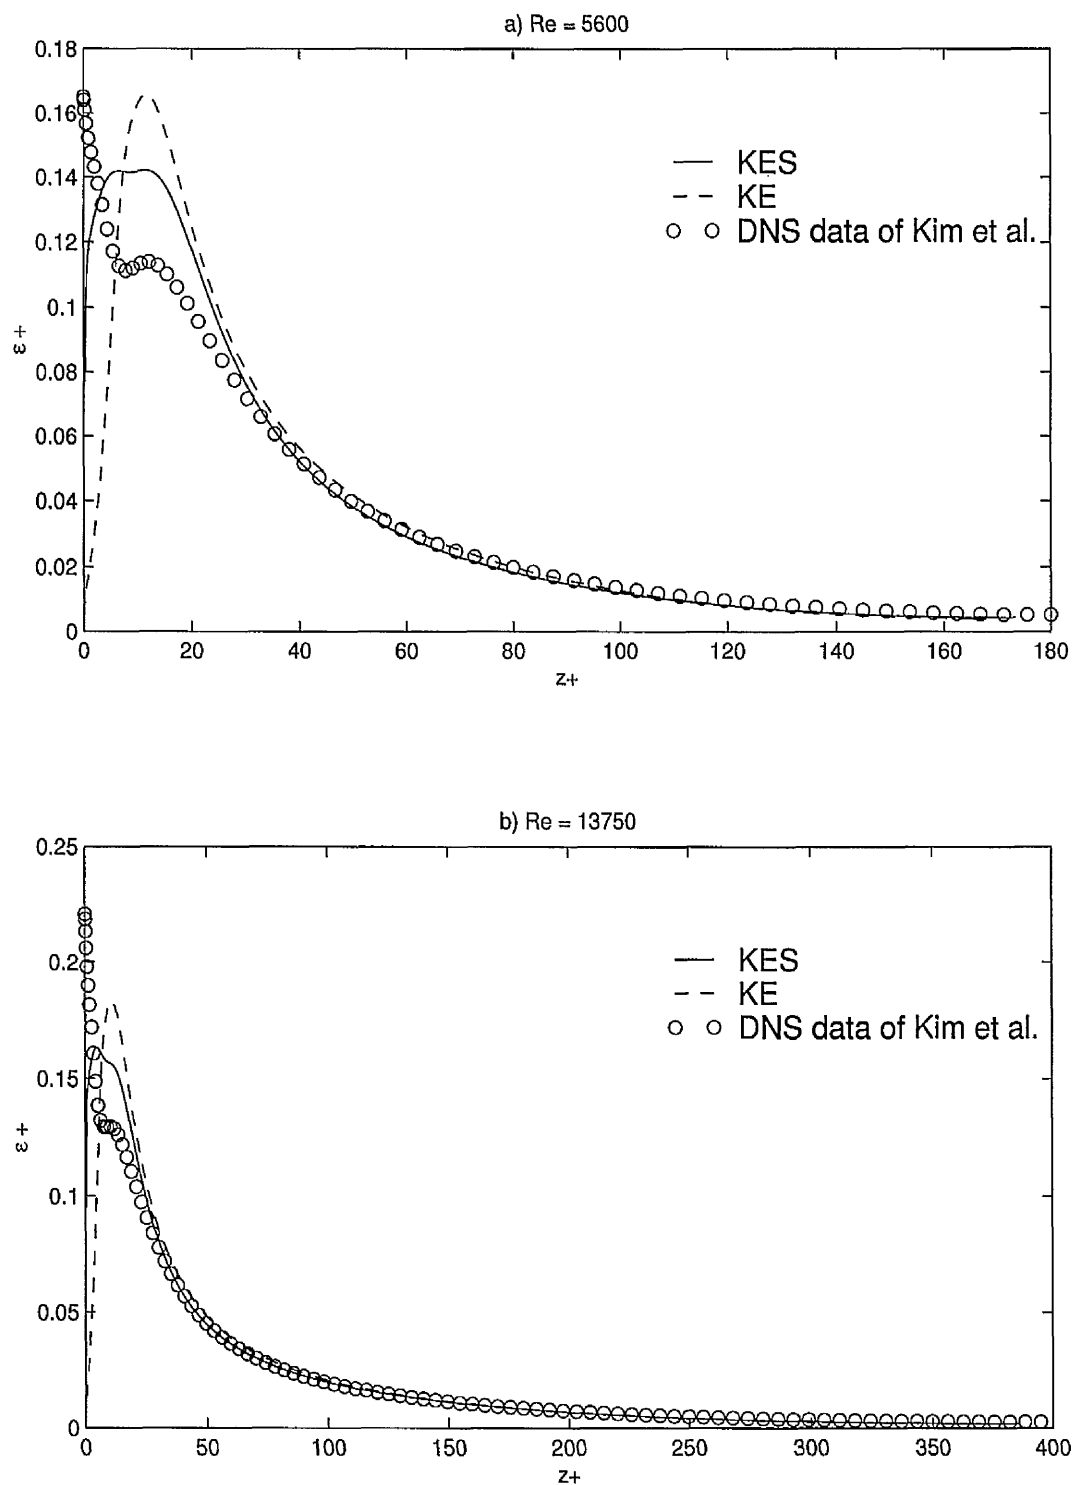 a) Re = 5600
0.18
0.16
0.14
0.12
0.1
0.08
0.06
0.04
0.02
0
ε+
KES
KE
DNS data of Kim et al.
0 20 40 60 80 100 120 140 160 180
z+
b) Re = 13750
0.25
0.2
0.15
0.1
0.05
0
ε+
KES
KE
DNS data of Kim et al.
0 50 100 150 200 250 300 350 400
z+